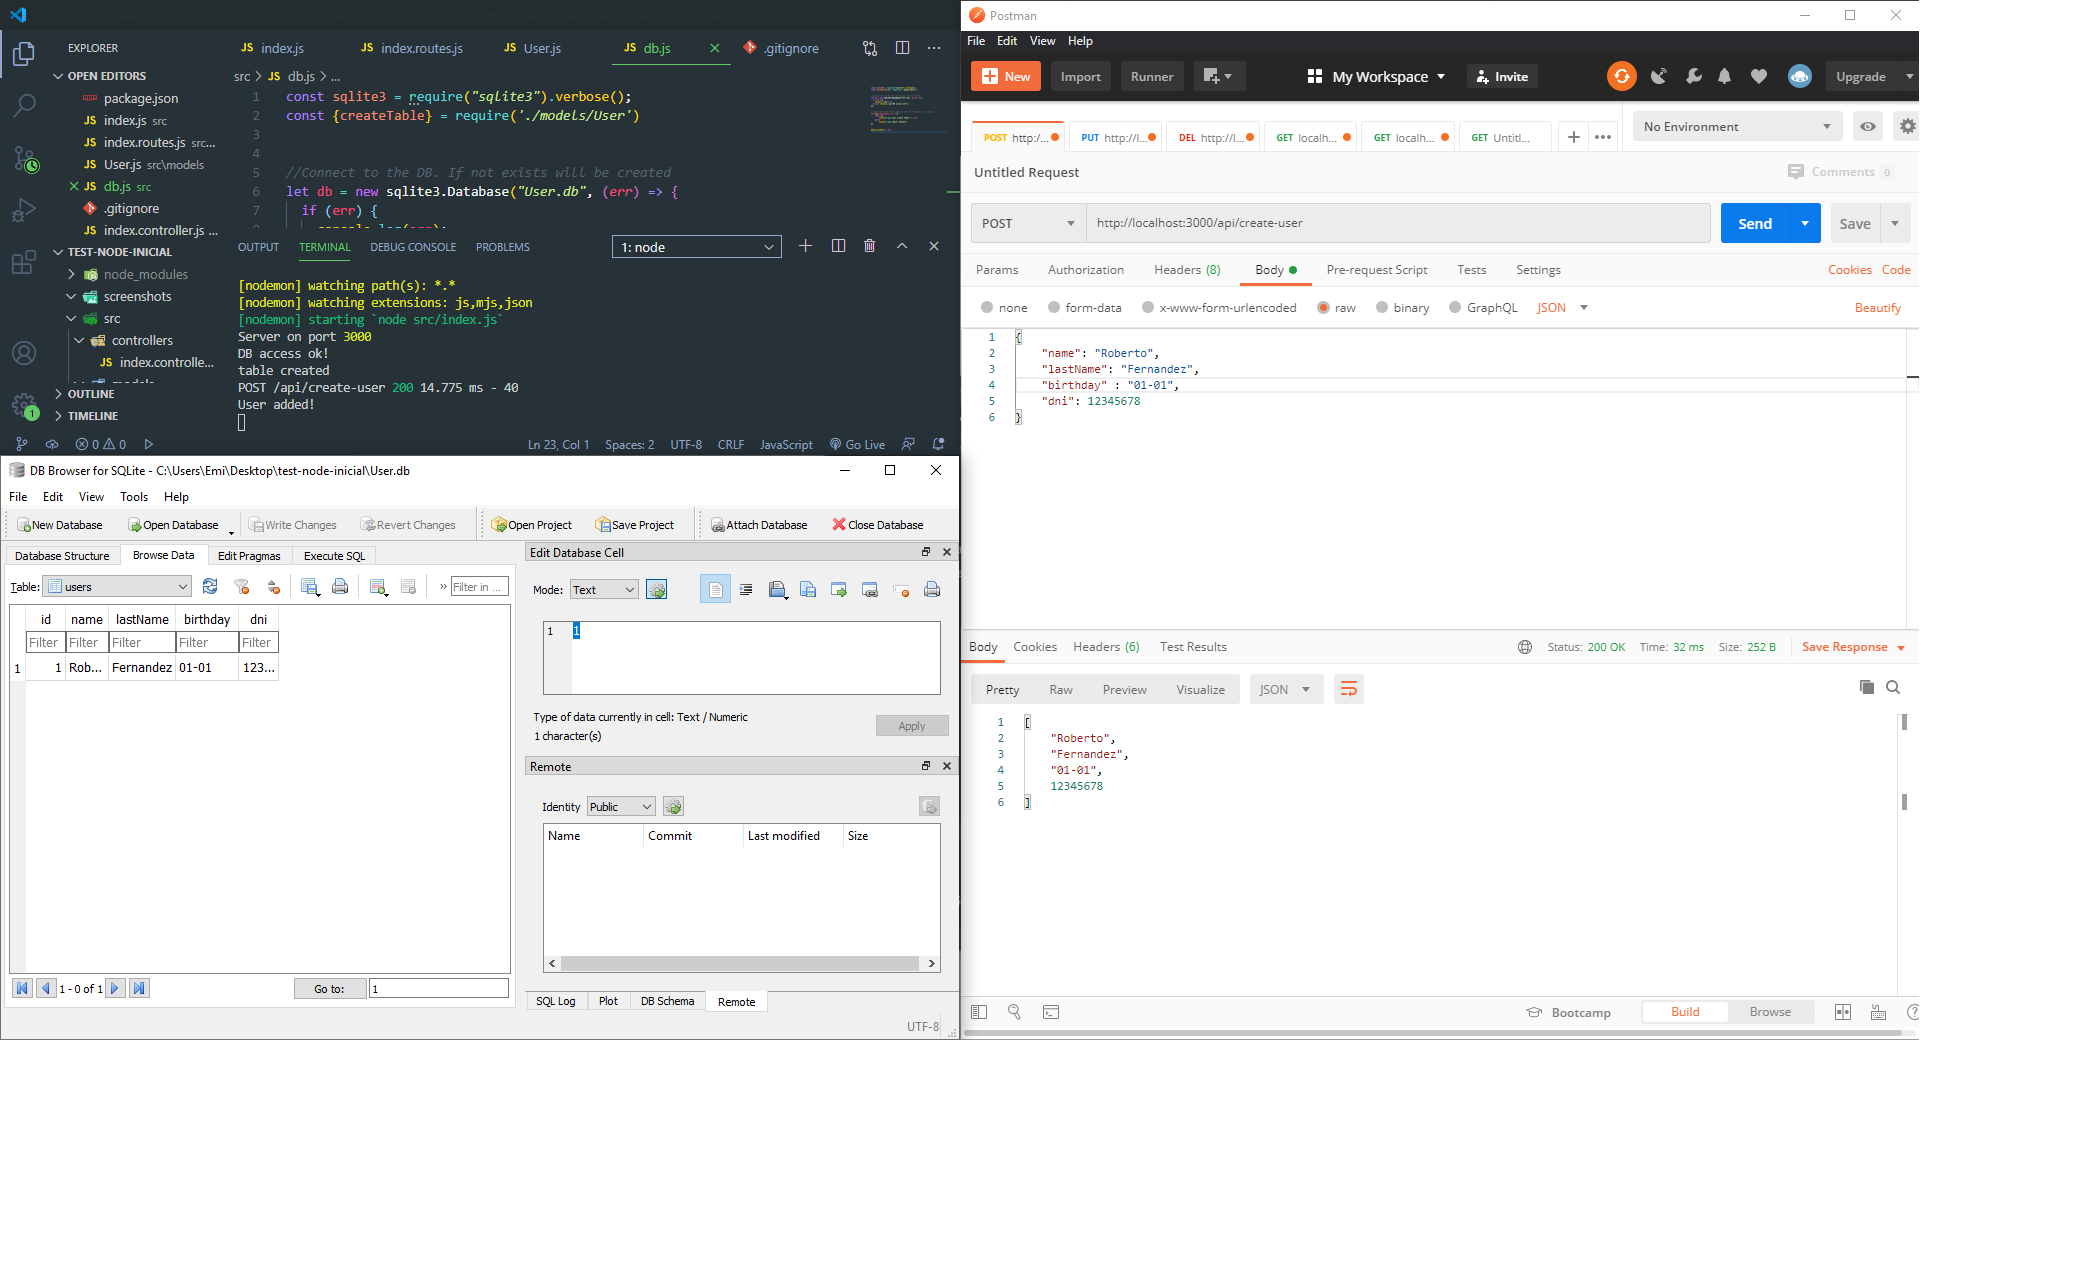 EXPLORER
OPEN EDITORS
package.json
JS index.js src
JS index.routes.js src...
JS User.js src\models
JS db.js src
.gitignore
JS index.controller.js ...
TEST-NODE-INICIAL
node_modules
screenshots
src
controllers
JS index.controlle...
OUTLINE
TIMELINE
1
JS index.js
JS index.routes.js
JS User.js
JS db.js
.gitignore
src > JS db.js > ...
1 const sqlite3 = require("sqlite3").verbose();
2 const {createTable} = require('./models/User')
3
4
5 //Connect to the DB. If not exists will be created
6 let db = new sqlite3.Database("User.db", (err) => {
7 if (err) {
OUTPUT TERMINAL DEBUG CONSOLE PROBLEMS 1: node
[nodemon] watching path(s): *.*
[nodemon] watching extensions: js,mjs,json
[nodemon] starting `node src/index.js`
Server on port 3000
DB access ok!
table created
POST /api/create-user 200 14.775 ms - 40
User added!
0 0 Ln 23, Col 1 Spaces: 2 UTF-8 CRLF JavaScript Go Live
DB Browser for SQLite - C:\Users\Emi\Desktop\test-node-inicial\User.db
File Edit View Tools Help
New Database Open Database Write Changes Revert Changes Open Project Save Project Attach Database Close Database
Database Structure Browse Data Edit Pragmas Execute SQL
Table: users Filter in ...
id name lastName birthday dni
Filter Filter Filter Filter Filter
1 1 Rob... Fernandez 01-01 123...
1 - 0 of 1 Go to: 1
Edit Database Cell
Mode: Text
1 1
Type of data currently in cell: Text / Numeric
1 character(s)
Apply
Remote
Identity Public
Name Commit Last modified Size
SQL Log Plot DB Schema Remote
UTF-8
Postman
File Edit View Help
New Import Runner My Workspace Invite Upgrade
POST http:/... PUT http://l... DEL http://l... GET localh... GET localh... GET Untitl... No Environment
Untitled Request Comments 0
POST http://localhost:3000/api/create-user Send Save
Params Authorization Headers (8) Body Pre-request Script Tests Settings Cookies Code
none form-data x-www-form-urlencoded raw binary GraphQL JSON Beautify
1 {
2 "name": "Roberto",
3 "lastName": "Fernandez",
4 "birthday" : "01-01",
5 "dni": 12345678
6 }
Body Cookies Headers (6) Test Results Status: 200 OK Time: 32 ms Size: 252 B Save Response
Pretty Raw Preview Visualize JSON
1 [
2 "Roberto",
3 "Fernandez",
4 "01-01",
5 12345678
6 ]
Bootcamp Build Browse